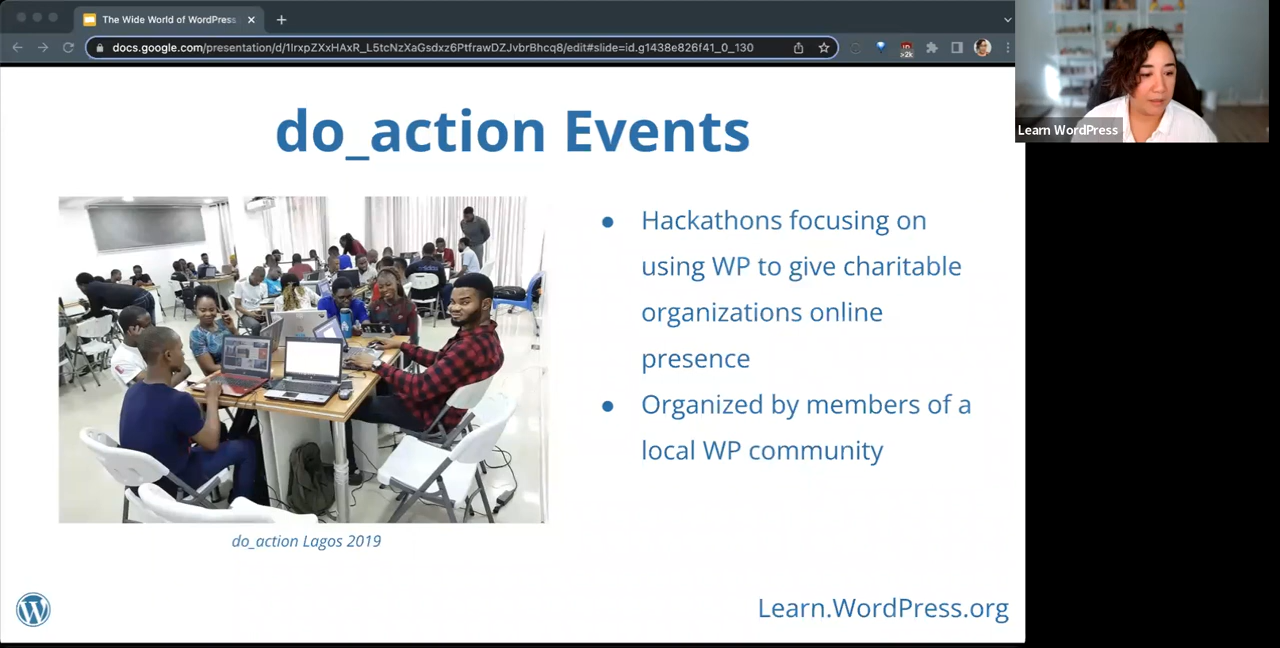 The Wide World of WordPress
docs.google.com/presentation/d/1IrxpZXxHAxR_L5tcNzXaGsdxz6PtfrawDZJvbrBhcq8/edit#slide=id.g1438e826f41_0_130
>2k
Learn WordPress
do_action Events
● Hackathons focusing on
using WP to give charitable
organizations online
presence
● Organized by members of a
local WP community
do_action Lagos 2019
Learn.WordPress.org